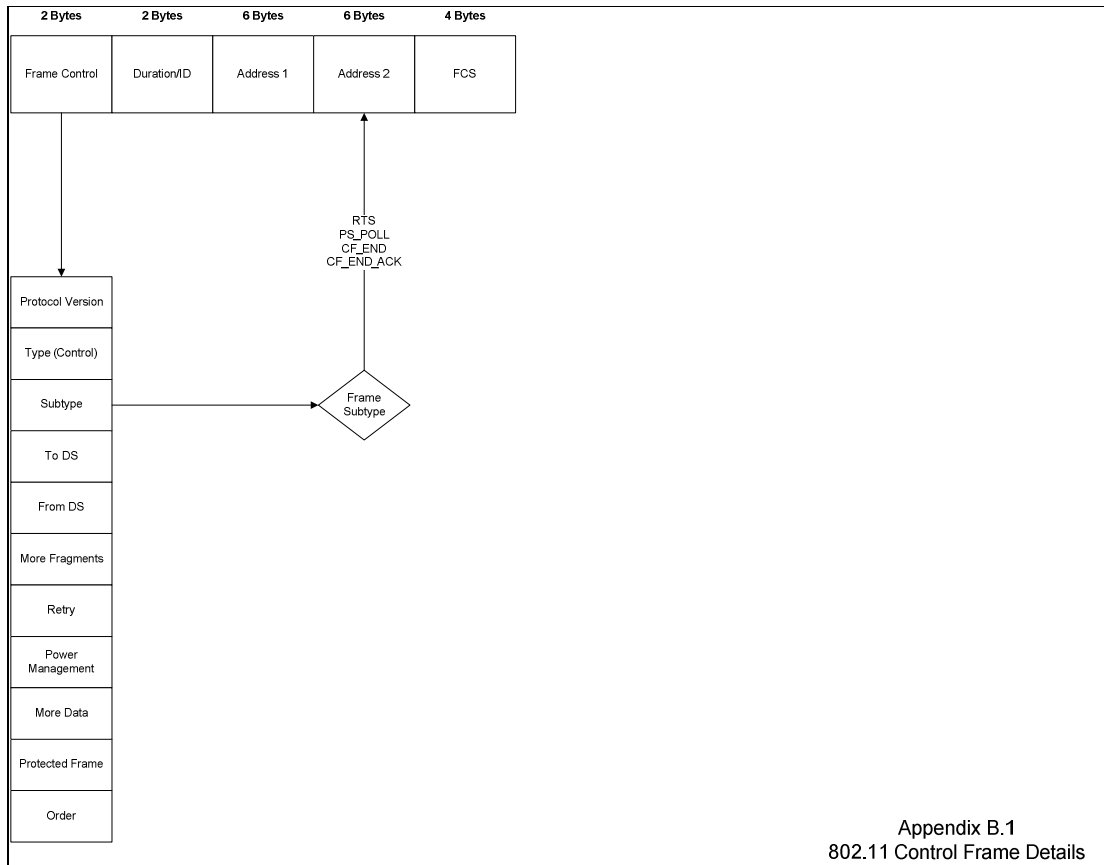 2 Bytes 2 Bytes 6 Bytes 6 Bytes 4 Bytes
Frame Control Duration/ID Address 1 Address 2 FCS
RTS
PS_POLL
CF_END
CF_END_ACK
Protocol Version
Type (Control)
Subtype
Frame
Subtype
To DS
From DS
More Fragments
Retry
Power
Management
More Data
Protected Frame
Order
Appendix B.1
802.11 Control Frame Details